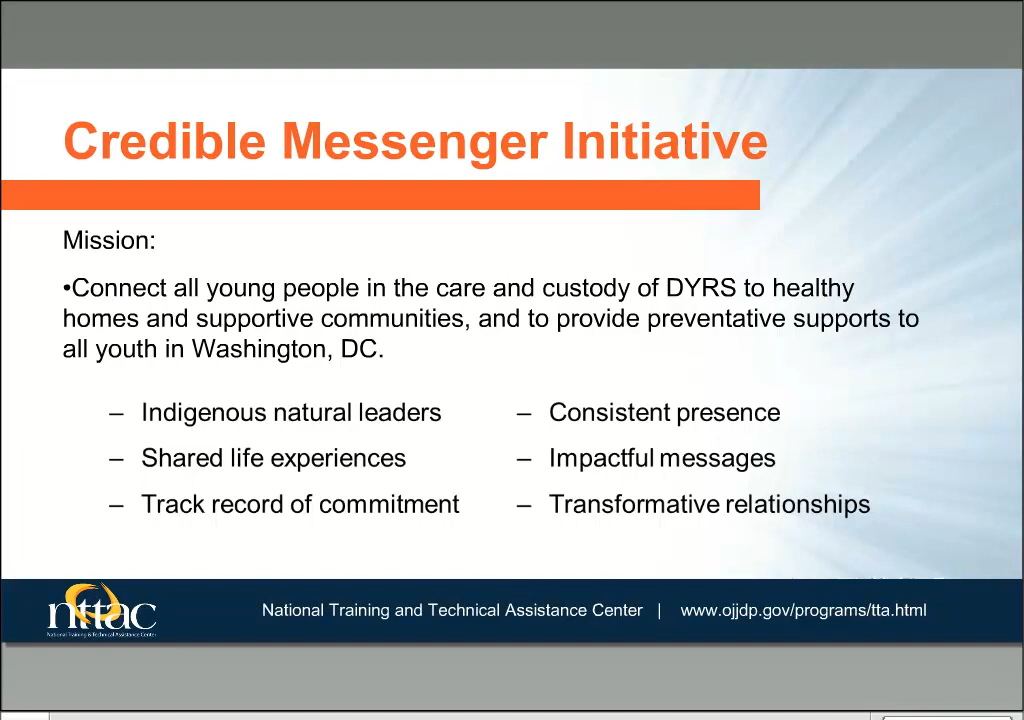 Credible Messenger Initiative
Mission:
•Connect all young people in the care and custody of DYRS to healthy
homes and supportive communities, and to provide preventative supports to
all youth in Washington, DC.
– Indigenous natural leaders
– Shared life experiences
– Track record of commitment
– Consistent presence
– Impactful messages
– Transformative relationships
nttac
National Training & Technical Assistance Center
National Training and Technical Assistance Center | www.ojjdp.gov/programs/tta.html